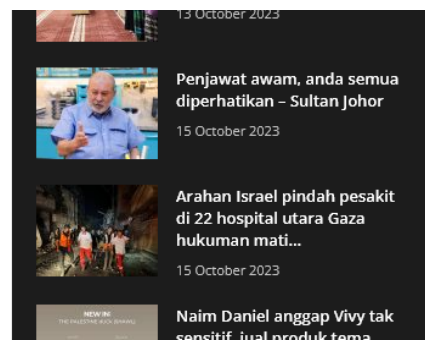 13 October 2023
Penjawat awam, anda semua
diperhatikan – Sultan Johor
15 October 2023
Arahan Israel pindah pesakit
di 22 hospital utara Gaza
hukuman mati...
15 October 2023
NEW IN!
Naim Daniel anggap Vivy tak
sensitif, jual produk tema